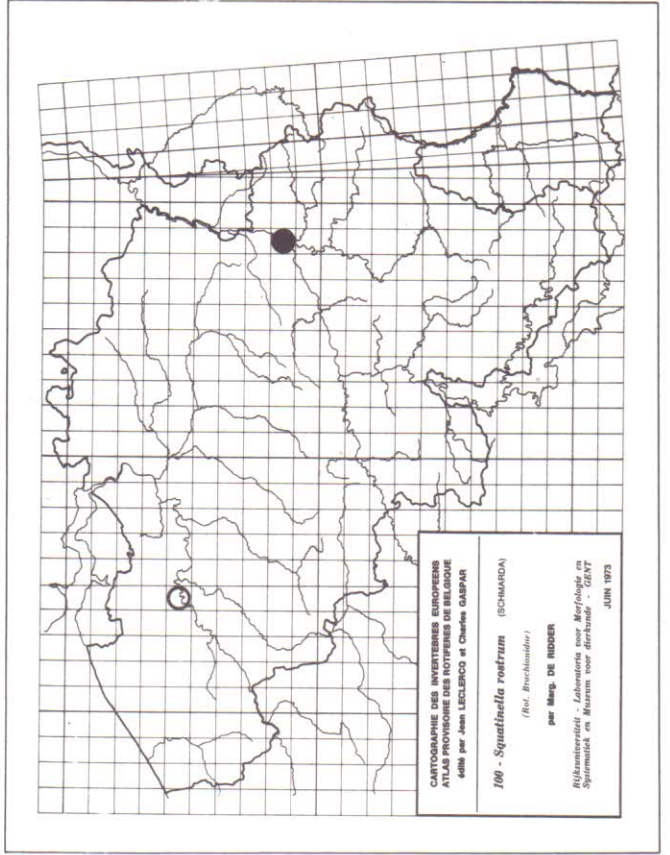 CARTOGRAPHIE DES INVERTEBRES EUROPEENS
ATLAS PROVISOIRE DES ROTIFERES DE BELGIQUE
édité par Jean LECLERCQ et Charles GASPAR
100 - Squatinella rostrum (SCHMARDA)
(Rot. Brachionidae)
par Marg. DE RIDDER
Rijksuniversiteit - Laboratoria voor Morfologie en
Systematiek en Museum voor dierkunde - GENT
JUIN 1973